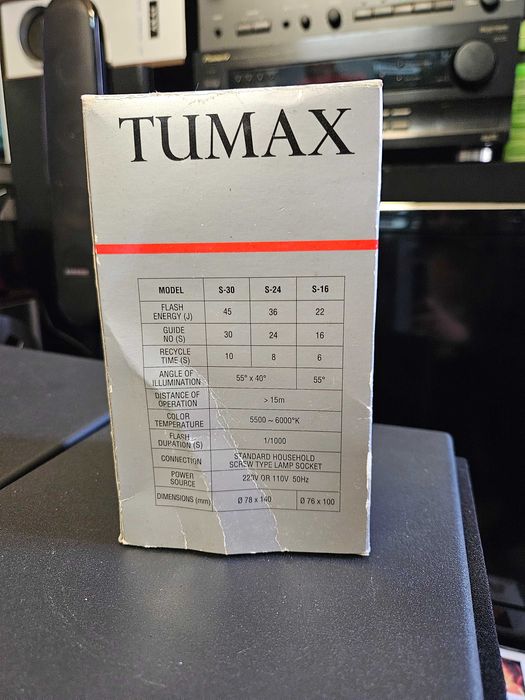 TUMAX
MODEL S-30 S-24 S-16
FLASH
ENERGY (J) 45 36 22
GUIDE
NO (S) 30 24 16
RECYCLE
TIME (S) 10 8 6
ANGLE OF
ILLUMINATION 55° x 40° 55°
DISTANCE OF
OPERATION > 15m
COLOR
TEMPERATURE 5500 ~ 6000°K
FLASH
DURATION (S) 1/1000
CONNECTION STANDARD HOUSEHOLD
SCREW TYPE LAMP SOCKET
POWER
SOURCE 220V OR 110V 50Hz
DIMENSIONS (mm) Ø 78 x 140 Ø 76 x 100